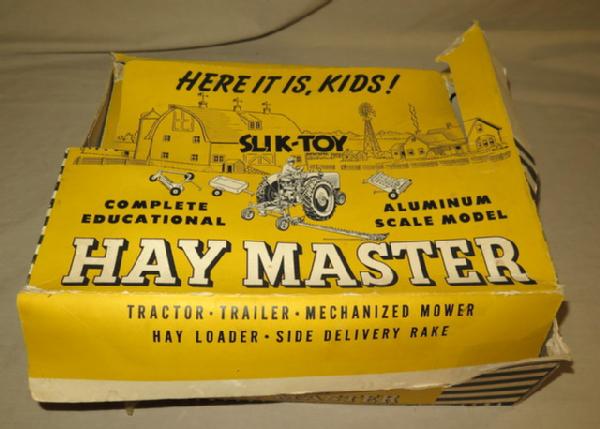 HERE IT IS, KIDS!
SLIK-TOY
COMPLETE EDUCATIONAL
ALUMINUM SCALE MODEL
HAY MASTER
TRACTOR · TRAILER · MECHANIZED MOWER
HAY LOADER · SIDE DELIVERY RAKE